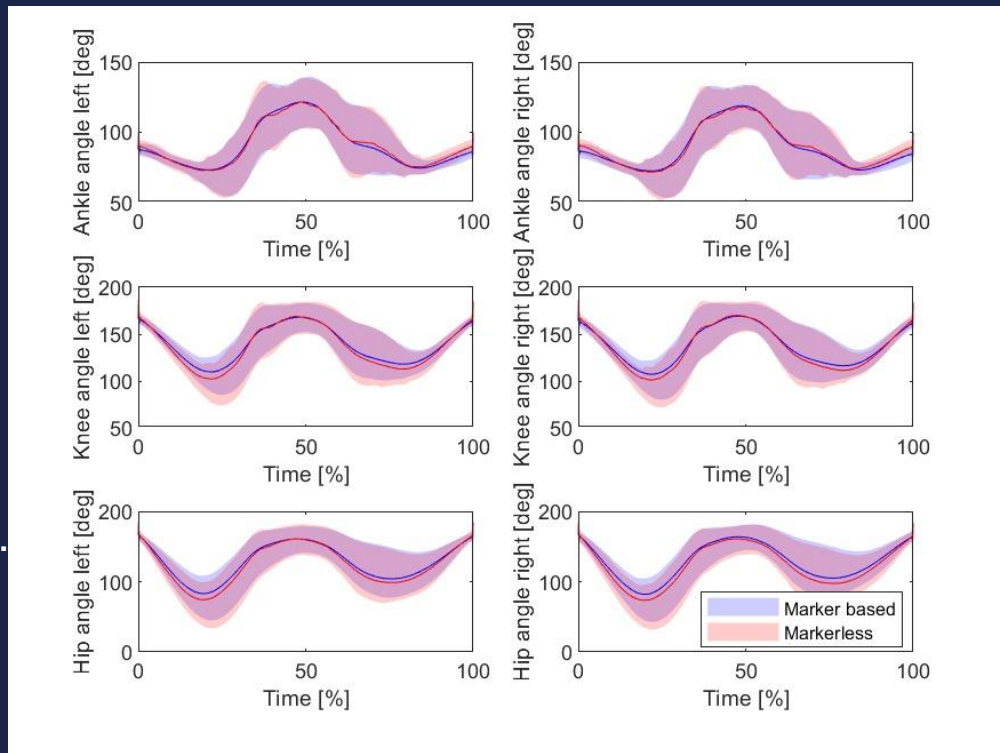 Ankle angle left [deg]
150
100
50
0
50
100
Time [%]
Ankle angle right [deg]
150
100
50
0
50
100
Time [%]
Knee angle left [deg]
200
150
100
50
0
50
100
Time [%]
Knee angle right [deg]
200
150
100
50
0
50
100
Time [%]
Hip angle left [deg]
200
100
0
0
50
100
Time [%]
Hip angle right [deg]
200
100
0
0
50
100
Time [%]
Marker based
Markerless